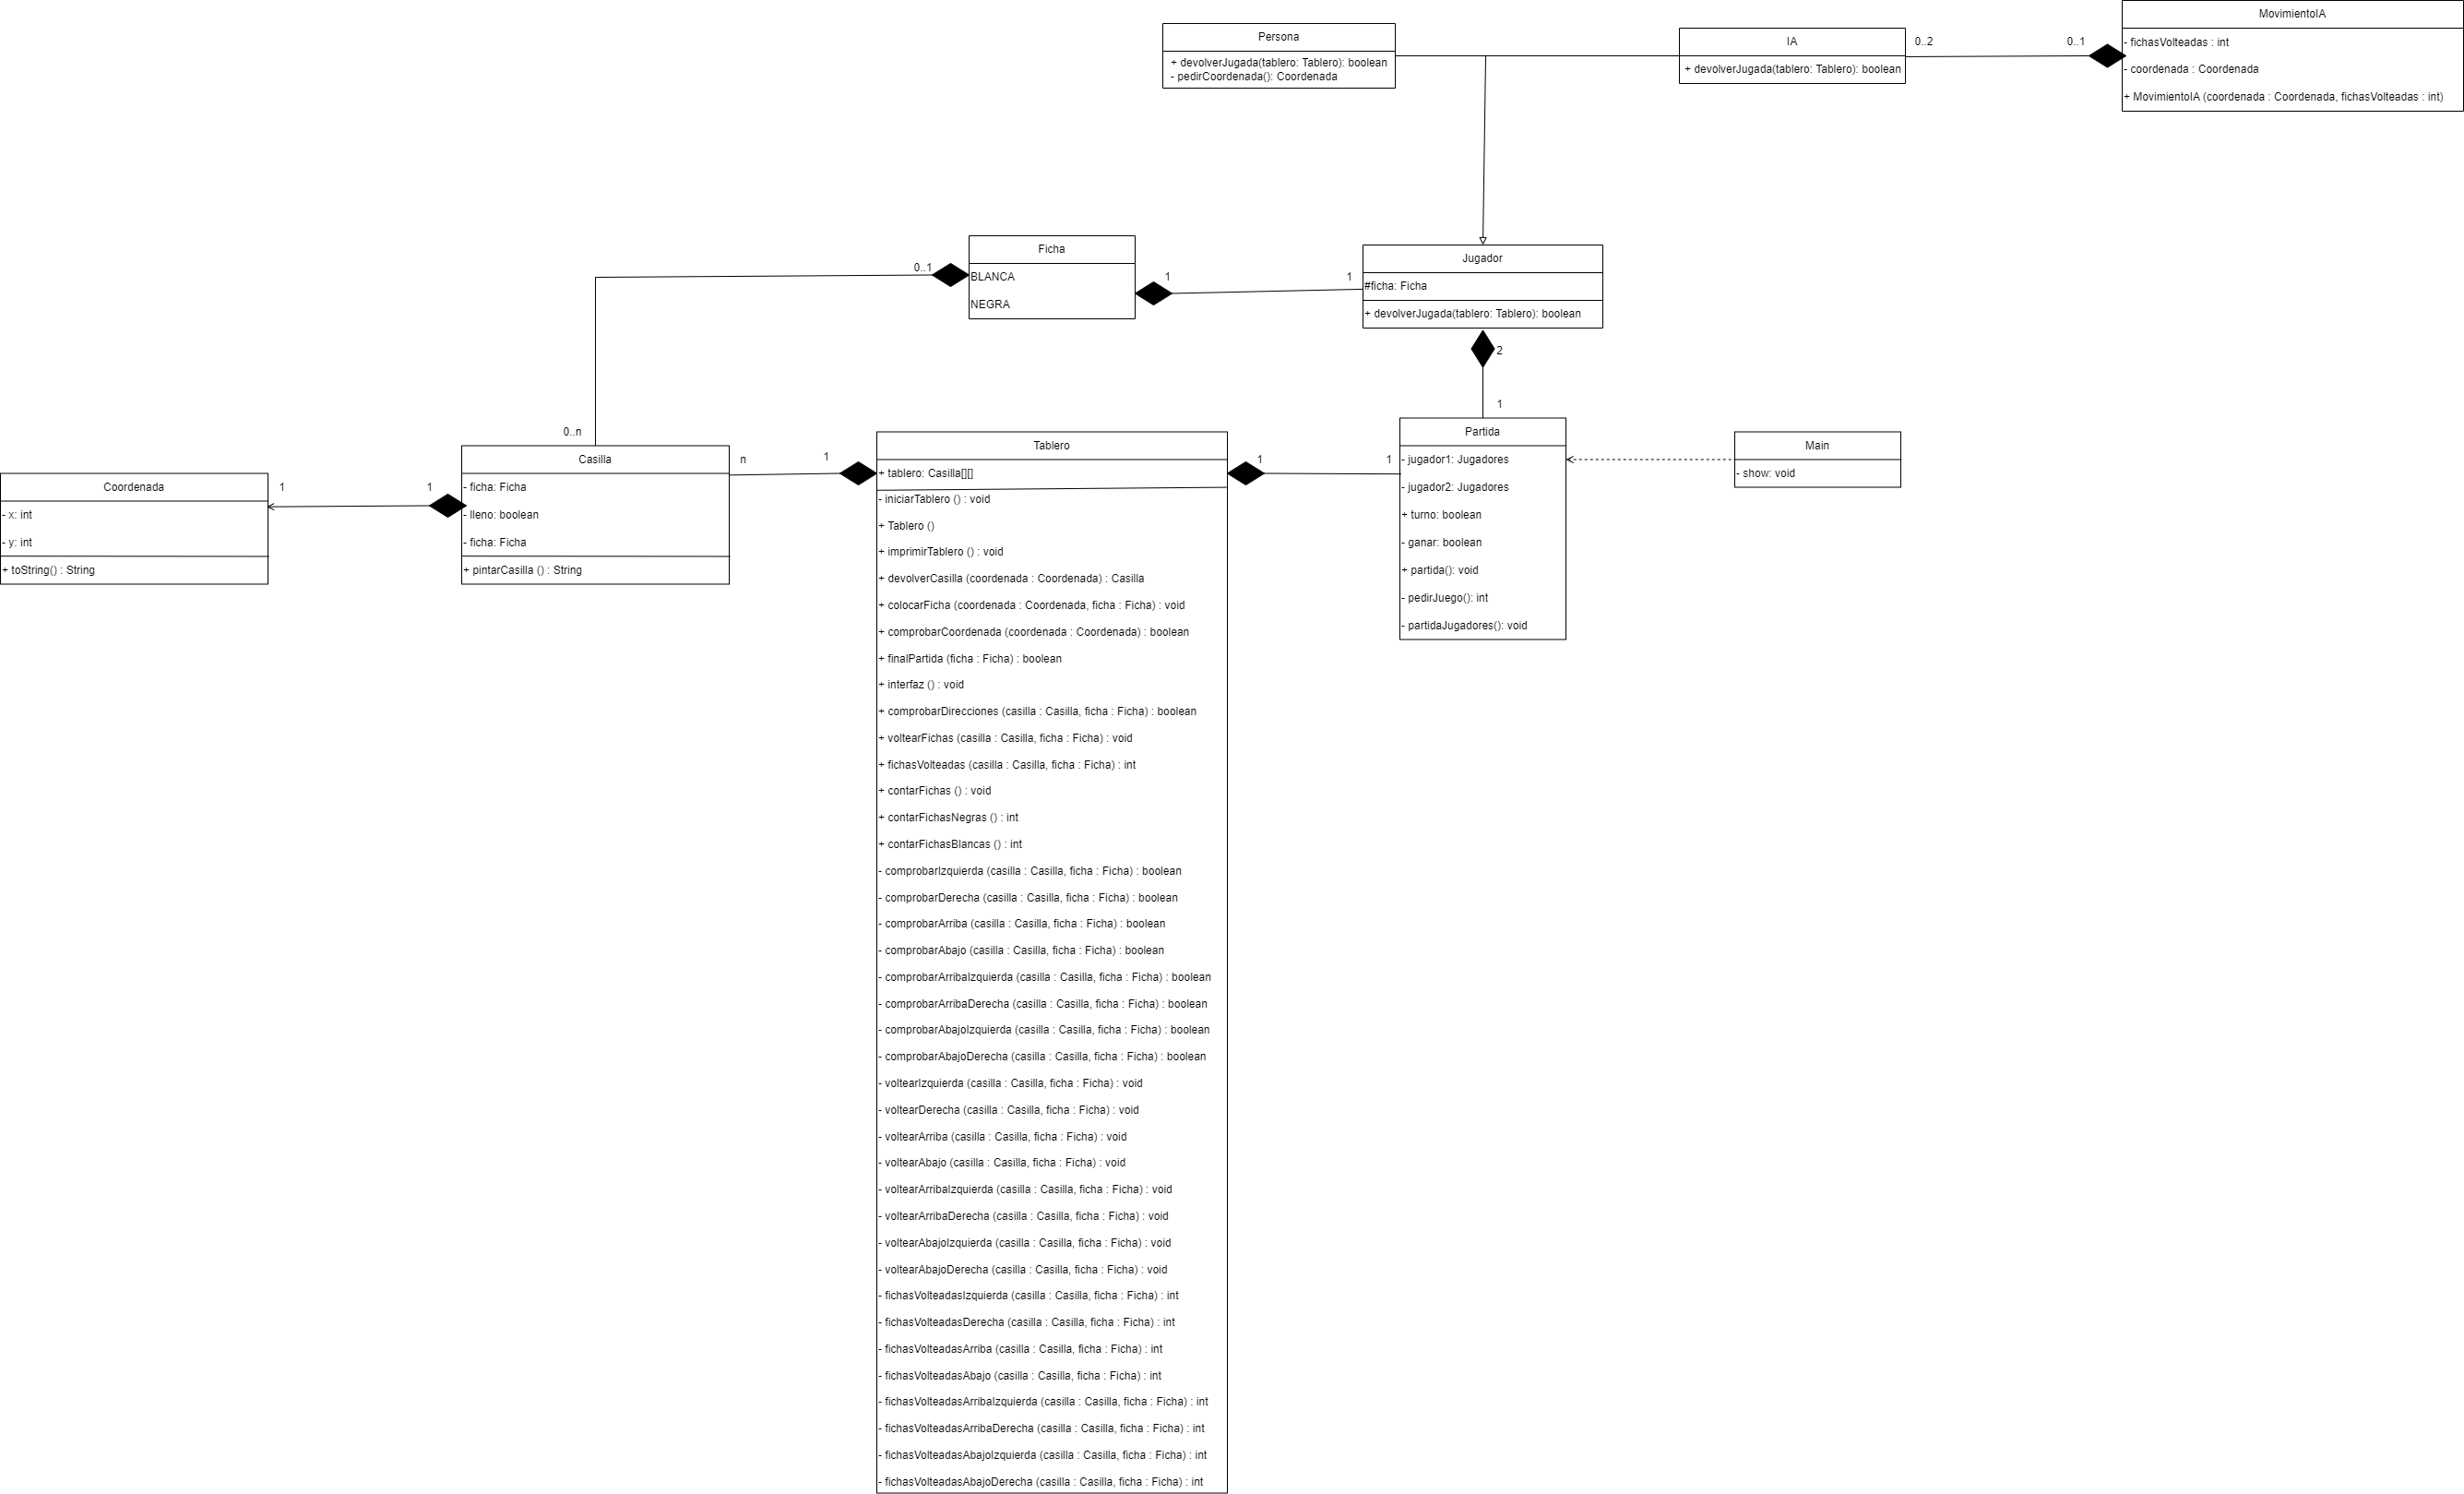 Persona
+ devolverJugada(tablero: Tablero): boolean
- pedirCoordenada(): Coordenada
IA
+ devolverJugada(tablero: Tablero): boolean
0..2
0..1
MovimientoIA
- fichasVolteadas : int
- coordenada : Coordenada
+ MovimientoIA (coordenada : Coordenada, fichasVolteadas : int)
Ficha
BLANCA
NEGRA
0..1
1
1
Jugador
#ficha: Ficha
+ devolverJugada(tablero: Tablero): boolean
2
1
0..n
Coordenada
- x: int
- y: int
+ toString() : String
1
1
Casilla
- ficha: Ficha
- lleno: boolean
- ficha: Ficha
+ pintarCasilla () : String
n
1
Tablero
+ tablero: Casilla[][]
- iniciarTablero () : void
+ Tablero ()
+ imprimirTablero () : void
+ devolverCasilla (coordenada : Coordenada) : Casilla
+ colocarFicha (coordenada : Coordenada, ficha : Ficha) : void
+ comprobarCoordenada (coordenada : Coordenada) : boolean
+ finalPartida (ficha : Ficha) : boolean
+ interfaz () : void
+ comprobarDirecciones (casilla : Casilla, ficha : Ficha) : boolean
+ voltearFichas (casilla : Casilla, ficha : Ficha) : void
+ fichasVolteadas (casilla : Casilla, ficha : Ficha) : int
+ contarFichas () : void
+ contarFichasNegras () : int
+ contarFichasBlancas () : int
- comprobarIzquierda (casilla : Casilla, ficha : Ficha) : boolean
- comprobarDerecha (casilla : Casilla, ficha : Ficha) : boolean
- comprobarArriba (casilla : Casilla, ficha : Ficha) : boolean
- comprobarAbajo (casilla : Casilla, ficha : Ficha) : boolean
- comprobarArribaIzquierda (casilla : Casilla, ficha : Ficha) : boolean
- comprobarArribaDerecha (casilla : Casilla, ficha : Ficha) : boolean
- comprobarAbajoIzquierda (casilla : Casilla, ficha : Ficha) : boolean
- comprobarAbajoDerecha (casilla : Casilla, ficha : Ficha) : boolean
- voltearIzquierda (casilla : Casilla, ficha : Ficha) : void
- voltearDerecha (casilla : Casilla, ficha : Ficha) : void
- voltearArriba (casilla : Casilla, ficha : Ficha) : void
- voltearAbajo (casilla : Casilla, ficha : Ficha) : void
- voltearArribaIzquierda (casilla : Casilla, ficha : Ficha) : void
- voltearArribaDerecha (casilla : Casilla, ficha : Ficha) : void
- voltearAbajoIzquierda (casilla : Casilla, ficha : Ficha) : void
- voltearAbajoDerecha (casilla : Casilla, ficha : Ficha) : void
- fichasVolteadasIzquierda (casilla : Casilla, ficha : Ficha) : int
- fichasVolteadasDerecha (casilla : Casilla, ficha : Ficha) : int
- fichasVolteadasArriba (casilla : Casilla, ficha : Ficha) : int
- fichasVolteadasAbajo (casilla : Casilla, ficha : Ficha) : int
- fichasVolteadasArribaIzquierda (casilla : Casilla, ficha : Ficha) : int
- fichasVolteadasArribaDerecha (casilla : Casilla, ficha : Ficha) : int
- fichasVolteadasAbajoIzquierda (casilla : Casilla, ficha : Ficha) : int
- fichasVolteadasAbajoDerecha (casilla : Casilla, ficha : Ficha) : int
1
1
Partida
- jugador1: Jugadores
- jugador2: Jugadores
+ turno: boolean
- ganar: boolean
+ partida(): void
- pedirJuego(): int
- partidaJugadores(): void
Main
- show: void